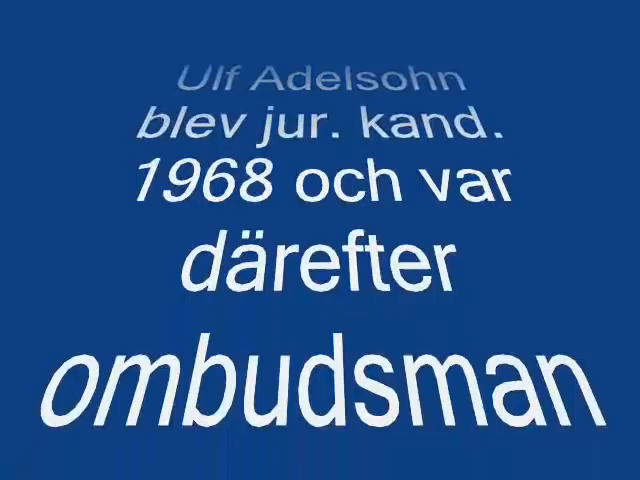 Ulf Adelsohn
blev jur. kand.
1968 och var
därefter
ombudsman